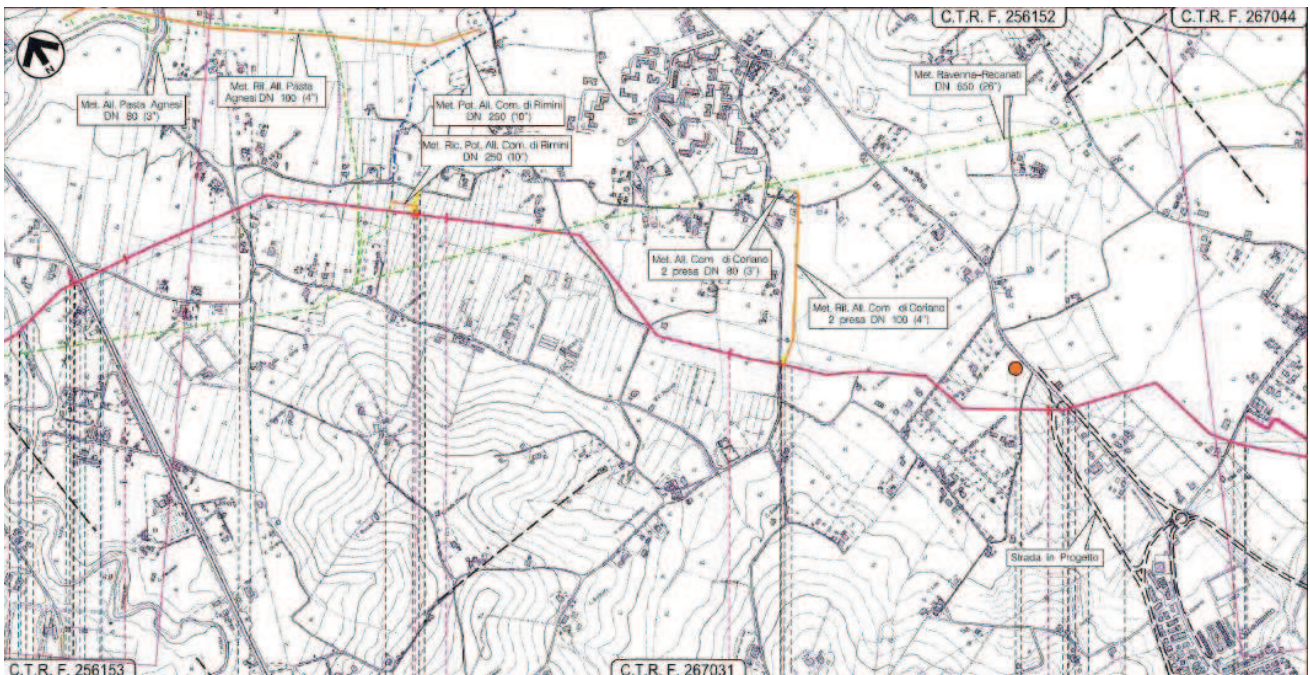 C.T.R. F. 256152
C.T.R. F. 267044
N
Met. All. Pasta Agnesi
DN 80 (3")
Met. Ril. All. Pasta
Agnesi DN 100 (4")
Met. Pot. All. Com. di Rimini
DN 250 (10")
Met. Ric. Pot. All. Com. di Rimini
DN 250 (10")
Met. Ravenna-Recanati
DN 650 (26")
Met. All. Com di Coriano
2 presa DN 80 (3")
Met. Ril. All. Com di Coriano
2 presa DN 100 (4")
Strada in Progetto
C.T.R. F. 256153
C.T.R. F. 267031